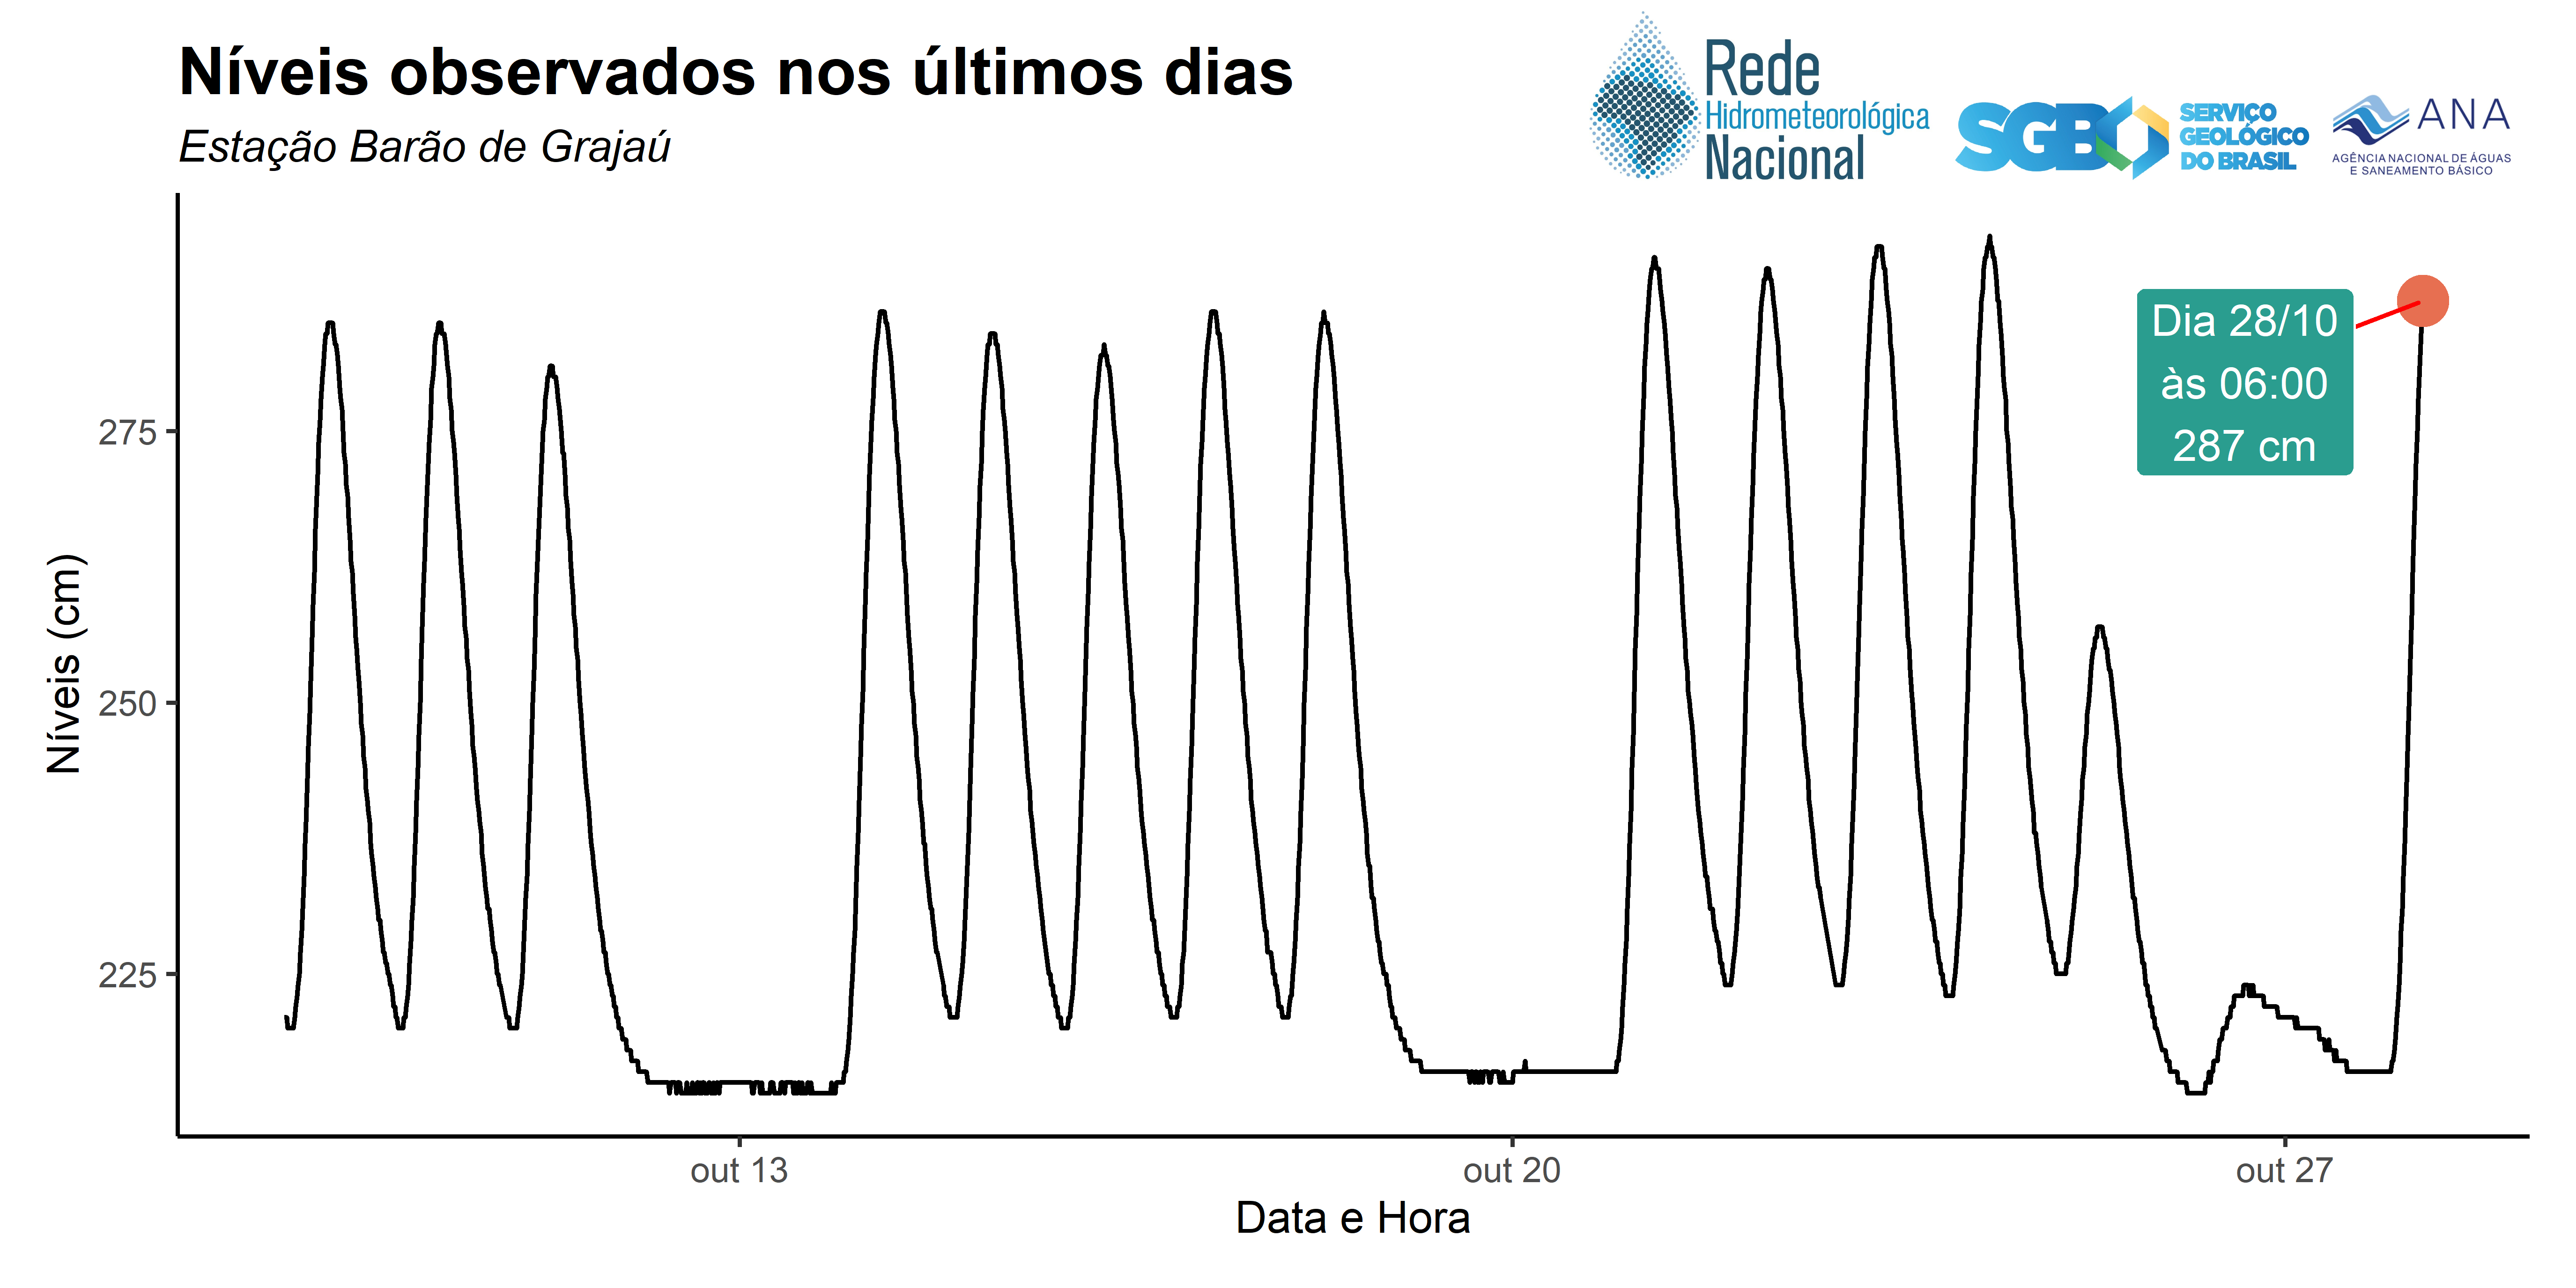 Níveis observados nos últimos dias
Estação Barão de Grajaú
Rede
Hidrometeorológica
Nacional
SGB
SERVIÇO
GEOLÓGICO
DO BRASIL
ANA
AGÊNCIA NACIONAL DE ÁGUAS
E SANEAMENTO BÁSICO
Dia 28/10
às 06:00
287 cm
Níveis (cm)
275
250
225
out 13
out 20
out 27
Data e Hora